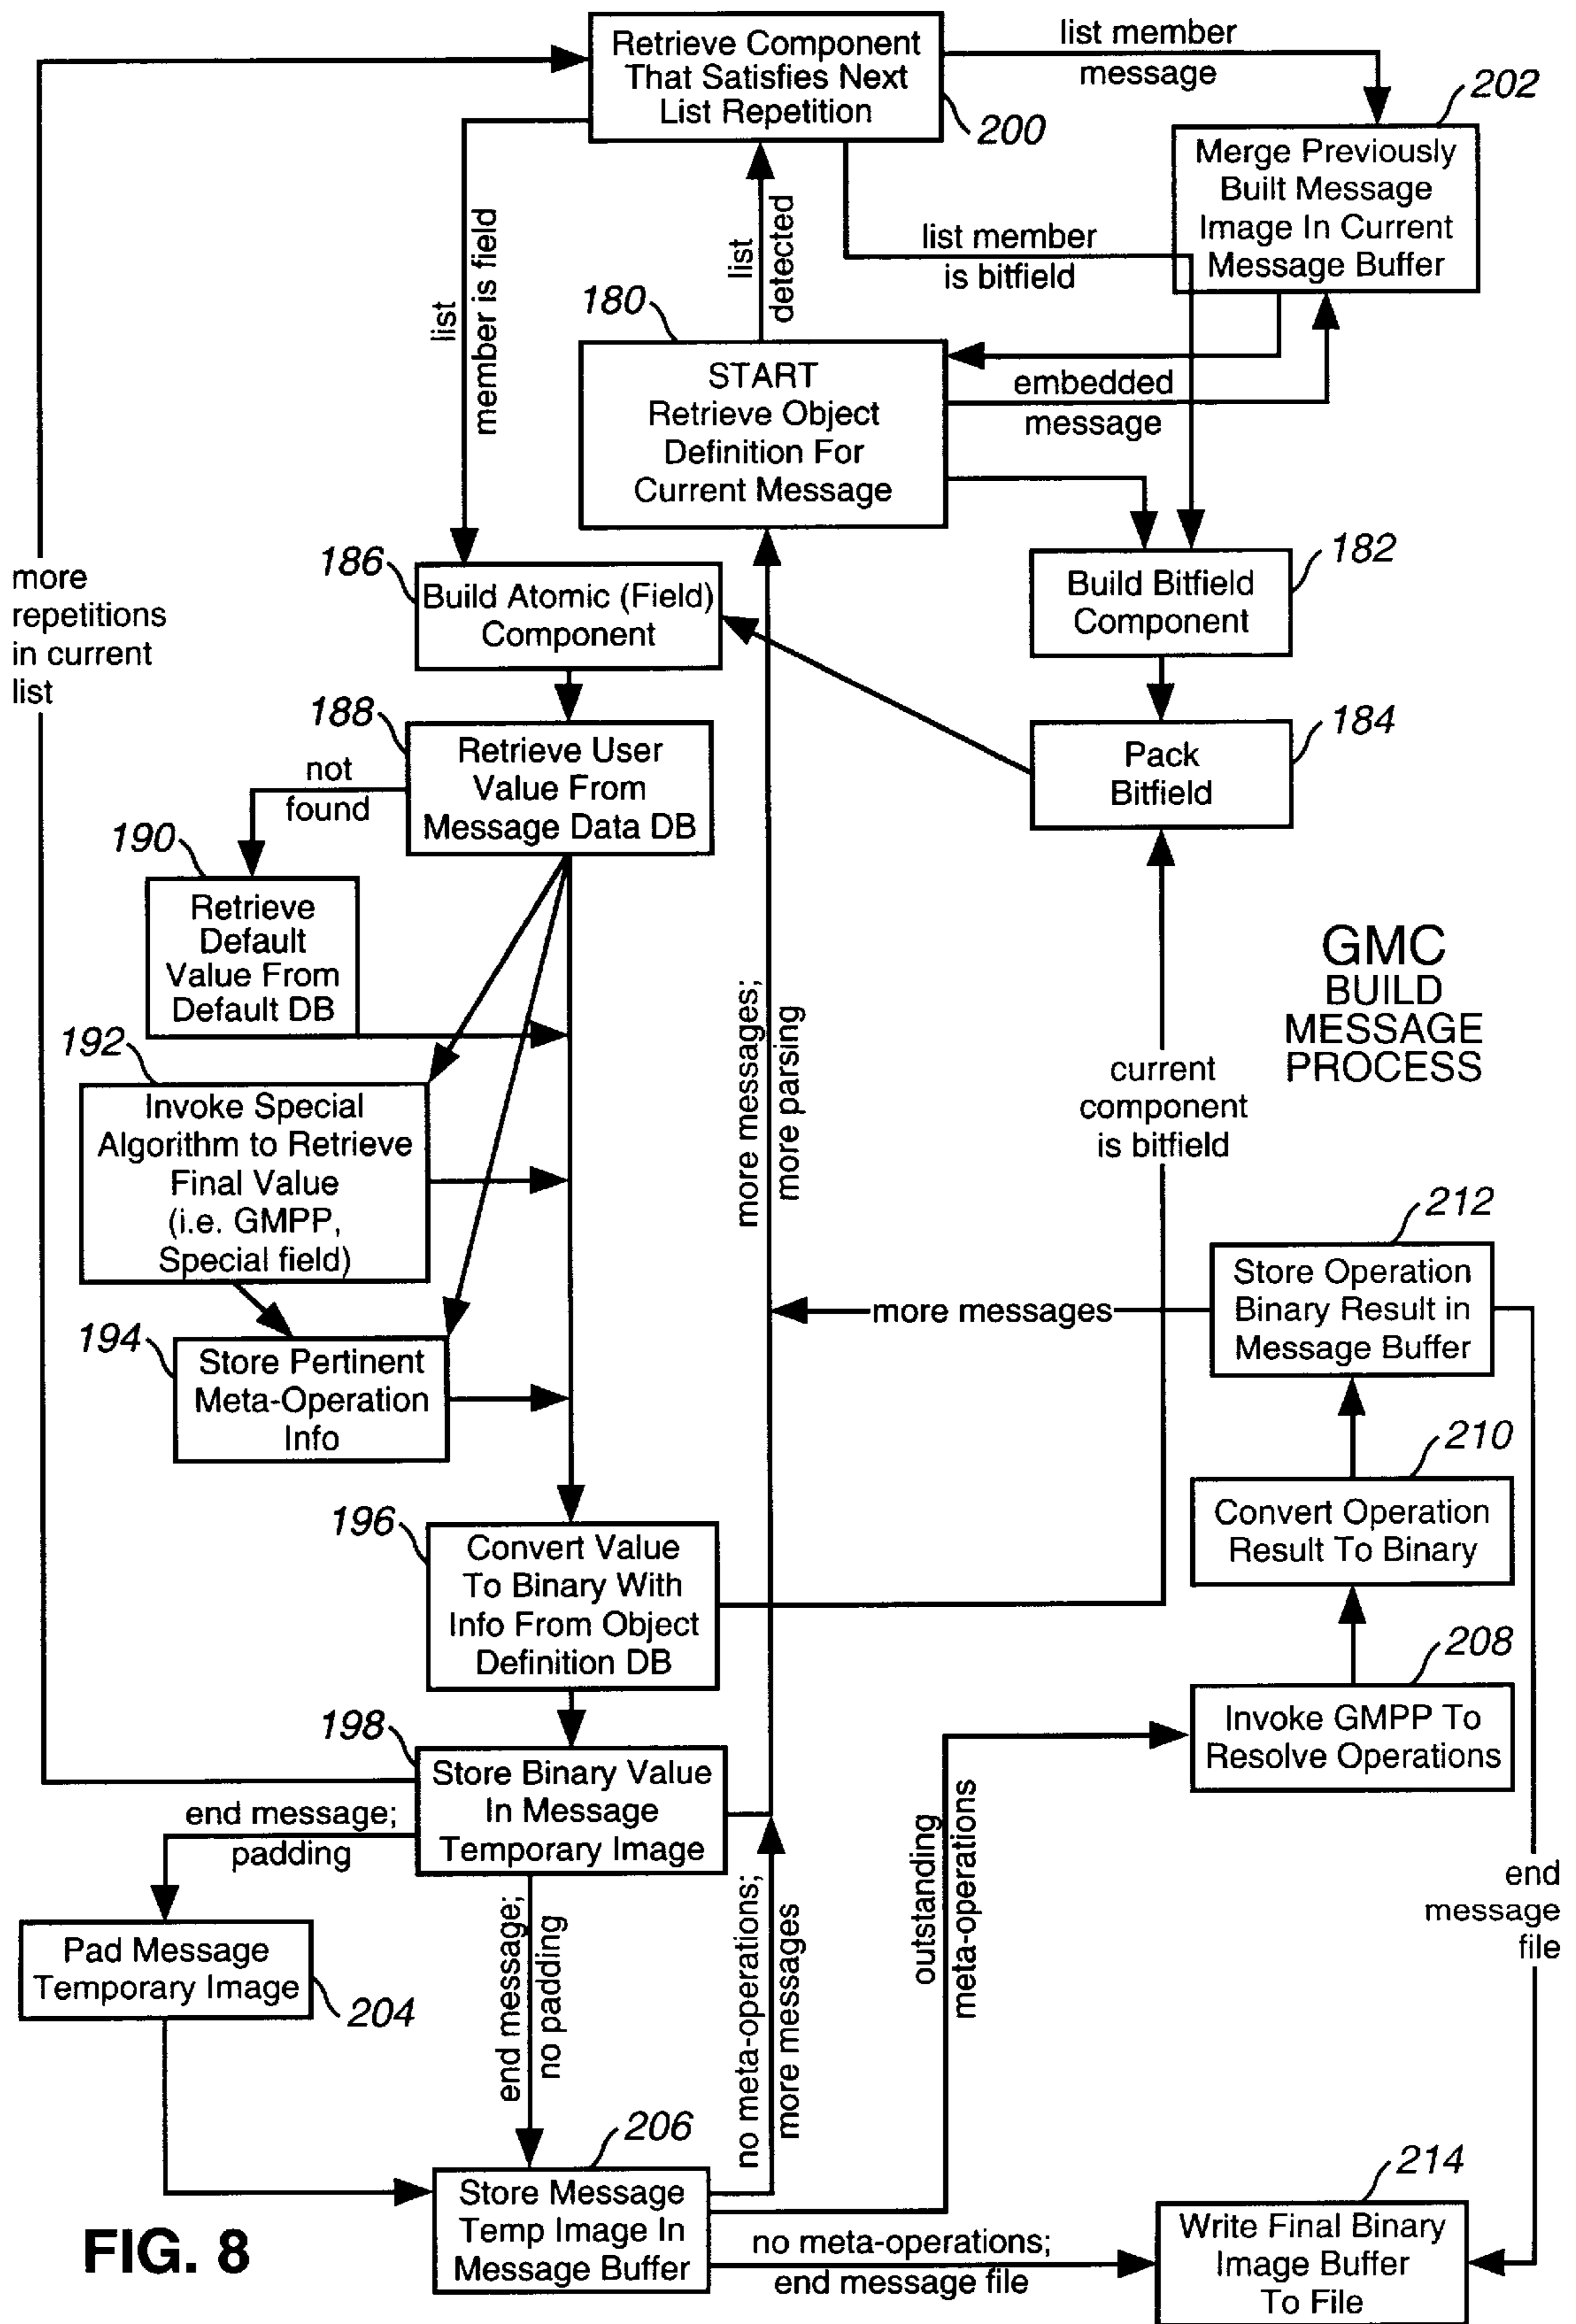 Retrieve Component
That Satisfies Next
List Repetition
200
list member
message
202
Merge Previously
Built Message
Image In Current
Message Buffer
list
member is field
list
detected
list member
is bitfield
180
START
Retrieve Object
Definition For
Current Message
embedded
message
more
repetitions
in current
list
186
Build Atomic (Field)
Component
182
Build Bitfield
Component
188
Retrieve User
Value From
Message Data DB
184
Pack
Bitfield
not
found
190
Retrieve
Default
Value From
Default DB
GMC
BUILD
MESSAGE
PROCESS
more messages;
more parsing
current
component
is bitfield
192
Invoke Special
Algorithm to Retrieve
Final Value
(i.e. GMPP,
Special field)
212
Store Operation
Binary Result in
Message Buffer
more messages
194
Store Pertinent
Meta-Operation
Info
210
Convert Operation
Result To Binary
196
Convert Value
To Binary With
Info From Object
Definition DB
208
Invoke GMPP To
Resolve Operations
198
Store Binary Value
In Message
Temporary Image
end message;
padding
outstanding
meta-operations
end
message
file
end message;
no padding
no meta-operations;
more messages
Pad Message
Temporary Image
204
206
Store Message
Temp Image In
Message Buffer
no meta-operations;
end message file
214
Write Final Binary
Image Buffer
To File
FIG. 8